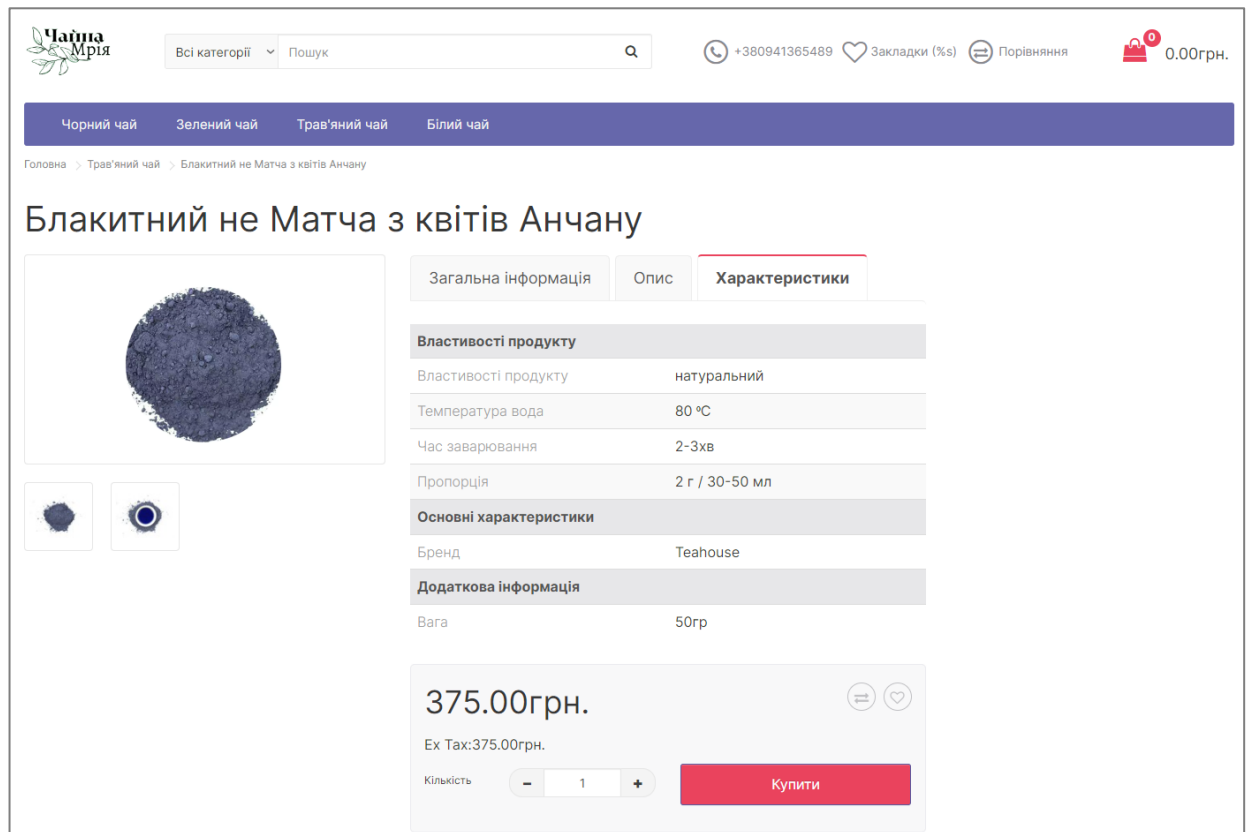 Чайна
Мрія
Всі категорії Пошук
+380941365489 Закладки (%s) Порівняння
0
0.00грн.
Чорний чай Зелений чай Трав'яний чай Білий чай
Головна Трав'яний чай Блакитний не Матча з квітів Анчану
Блакитний не Матча з квітів Анчану
Загальна інформація Опис Характеристики
Властивості продукту
Властивості продукту натуральний
Температура вода 80 ºC
Час заварювання 2-3хв
Пропорція 2 г / 30-50 мл
Основні характеристики
Бренд Teahouse
Додаткова інформація
Вага 50гр
375.00грн.
Ex Tax:375.00грн.
Кількість - 1 + Купити